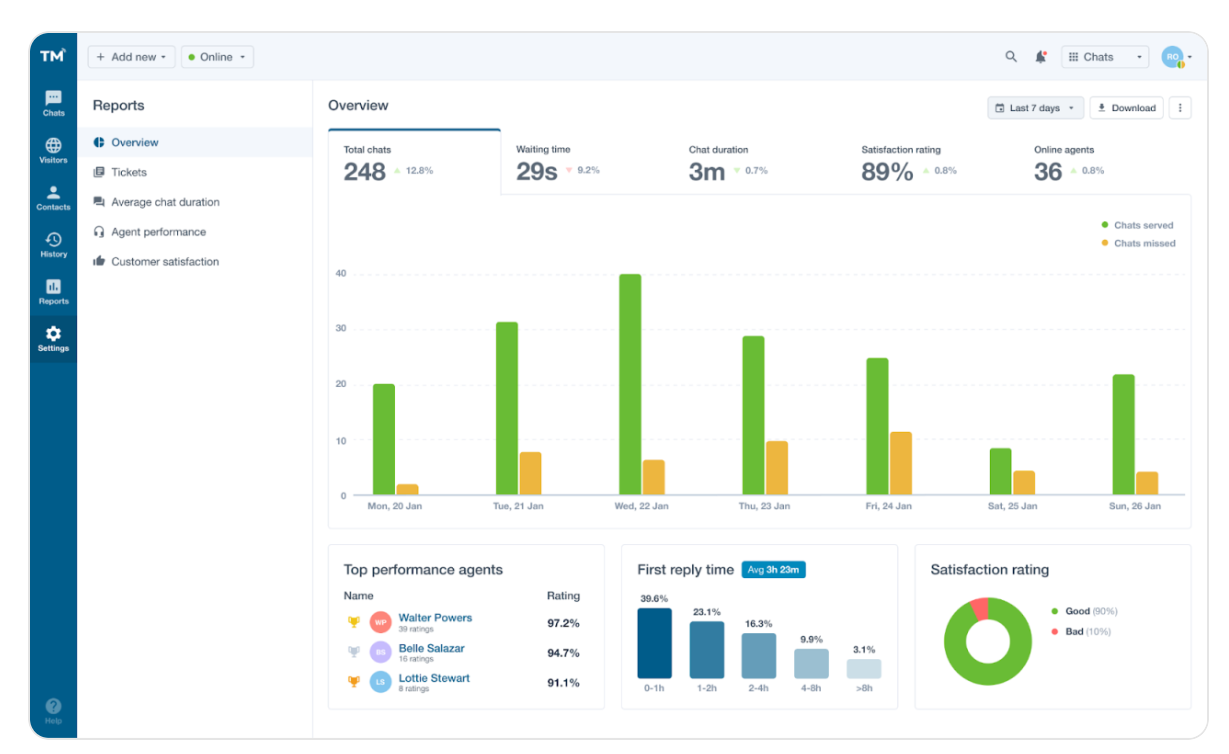 TM
+ Add new
Online
Chats
RO
Chats
Visitors
Contacts
History
Reports
Settings
Help
Reports
Overview
Tickets
Average chat duration
Agent performance
Customer satisfaction
Overview
Last 7 days
Download
Total chats
248 12.8%
Waiting time
29s 9.2%
Chat duration
3m 0.7%
Satisfaction rating
89% 0.8%
Online agents
36 0.8%
Chats served
Chats missed
40
30
20
10
0
Mon, 20 Jan
Tue, 21 Jan
Wed, 22 Jan
Thu, 23 Jan
Fri, 24 Jan
Sat, 25 Jan
Sun, 26 Jan
Top performance agents
Name Rating
WP Walter Powers 97.2%
39 ratings
BS Belle Salazar 94.7%
16 ratings
LS Lottie Stewart 91.1%
8 ratings
First reply time Avg 3h 23m
39.6%
23.1%
16.3%
9.9%
3.1%
0-1h 1-2h 2-4h 4-8h >8h
Satisfaction rating
Good (90%)
Bad (10%)